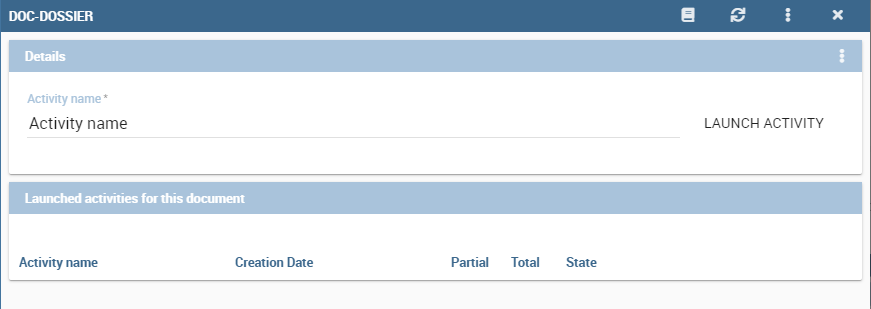 DOC-DOSSIER
Details
Activity name *
Activity name
LAUNCH ACTIVITY
Launched activities for this document
Activity name Creation Date Partial Total State